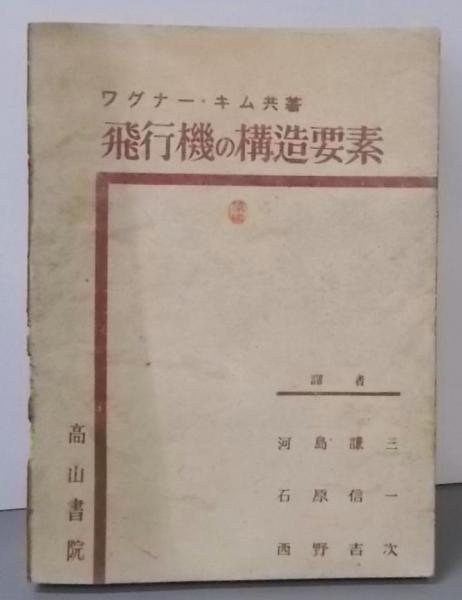 ワグナー・キム共著
飛行機の構造要素
譯者
河島謙三
石原信一
西野吉次
高山書院